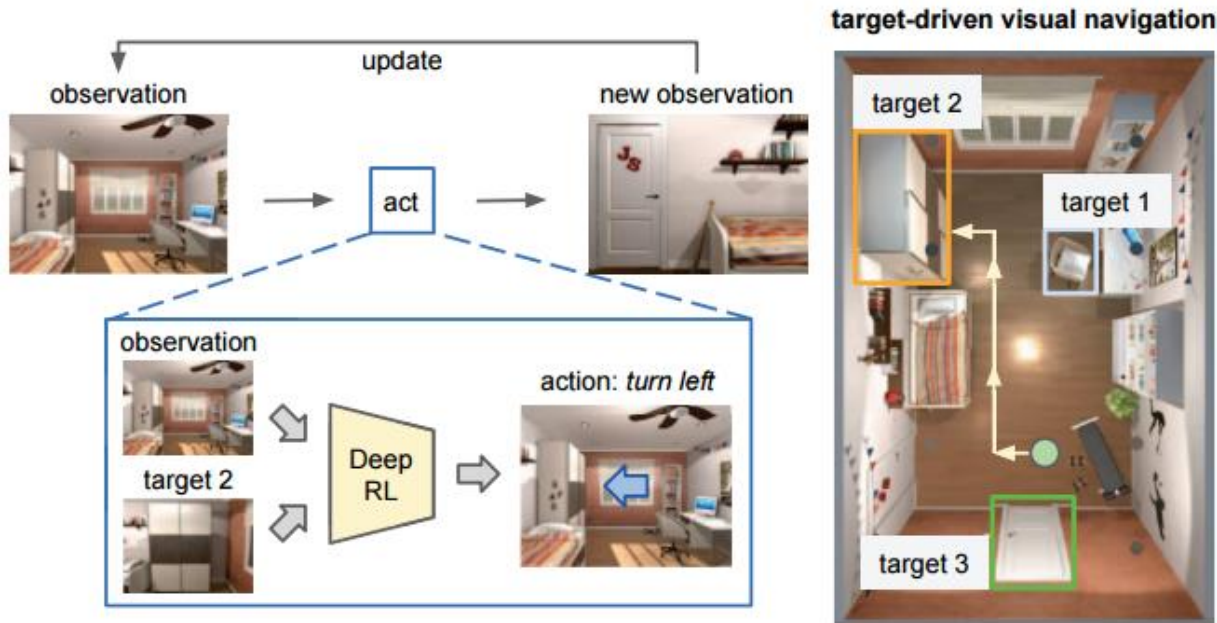 target-driven visual navigation
update
observation
new observation
act
JS
observation
target 2
Deep
RL
action: turn left
target 2
target 1
target 3